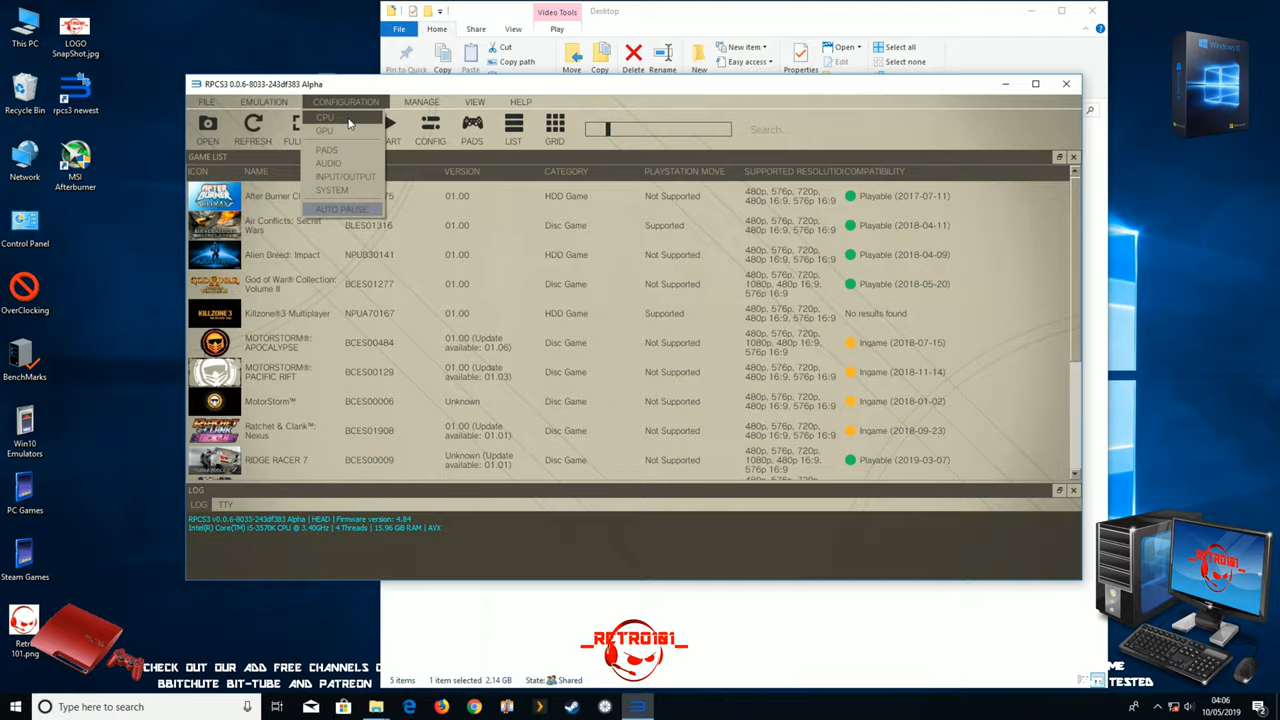 This PC
LOGO
SnapShot.jpg
Recycle Bin
rpcs3 newest
Network
MSI
Afterburner
Control Panel
OverClocking
BenchMarks
Win10
Emulators
PC Games
Steam Games
Retro
101.png
Video Tools
Desktop
File
Home
Share
View
Play
Pin to Quick
Copy
Paste
Cut
Copy path
Move
Copy
Delete
Rename
New
New item
Easy access
Properties
Open
Edit
Select all
Select none
RPCS3 0.0.6-8033-243df383 Alpha
FILE
EMULATION
CONFIGURATION
MANAGE
VIEW
HELP
CPU
GPU
PADS
AUDIO
INPUT/OUTPUT
SYSTEM
AUTO PAUSE
OPEN
REFRESH
FULL
ART
CONFIG
PADS
LIST
GRID
Search...
GAME LIST
ICON NAME VERSION CATEGORY PLAYSTATION MOVE SUPPORTED RESOLUTION COMPATIBILITY
After Burner Cl 75 01.00 HDD Game Not Supported 480p, 576p, 720p, 480p 16:9, 576p 16:9 Playable (2017-07-11)
Air Conflicts: Secret Wars BLES01316 01.00 Disc Game Supported 480p, 576p, 720p, 480p 16:9, 576p 16:9 Playable (2018-04-11)
Alien Breed: Impact NPUB30141 01.00 HDD Game Not Supported 480p, 576p, 720p, 480p 16:9, 576p 16:9 Playable (2018-04-09)
God of War® Collection: Volume II BCES01277 01.00 Disc Game Not Supported 480p, 576p, 720p, 1080p, 480p 16:9, 576p 16:9 Playable (2018-05-20)
KILLZONE 3 Killzone®3 Multiplayer NPUA70167 01.00 HDD Game Supported 480p, 576p, 720p, 480p 16:9, 576p 16:9 No results found
MOTORSTORM®: APOCALYPSE BCES00484 01.00 (Update available: 01.06) Disc Game Not Supported 480p, 576p, 720p, 1080p, 480p 16:9, 576p 16:9 Ingame (2018-07-15)
MOTORSTORM®: PACIFIC RIFT BCES00129 01.00 (Update available: 01.03) Disc Game Not Supported 480p, 576p, 720p, 480p 16:9, 576p 16:9 Ingame (2018-11-14)
MotorStorm™ BCES00006 Unknown Disc Game Not Supported 480p, 576p, 720p, 480p 16:9, 576p 16:9 Ingame (2018-01-02)
Ratchet & Clank™: Nexus BCES01908 01.00 (Update available: 01.01) Disc Game Not Supported 480p, 576p, 720p, 480p 16:9, 576p 16:9 Ingame (2018-09-23)
RIDGE RACER 7 BCES00009 Unknown (Update available: 01.01) Disc Game Not Supported 480p, 576p, 720p, 1080p, 480p 16:9, 576p 16:9 Playable (2019-03-07)
LOG
LOG TTY
RPCS3 v0.0.6-8033-243df383 Alpha | HEAD | Firmware version: 4.84
Intel(R) Core(TM) i5-3570K CPU @ 3.40GHz | 4 Threads | 15.96 GB RAM | AVX
Windows 10
RETRO101
RETRO101
CHECK OUT OUR ADD FREE CHANNELS O
BBITCHUTE BIT-TUBE AND PATREON
ME
TESTED
5 items
1 item selected 2.14 GB
State:
Shared
Type here to search
04:06
10/05/2019